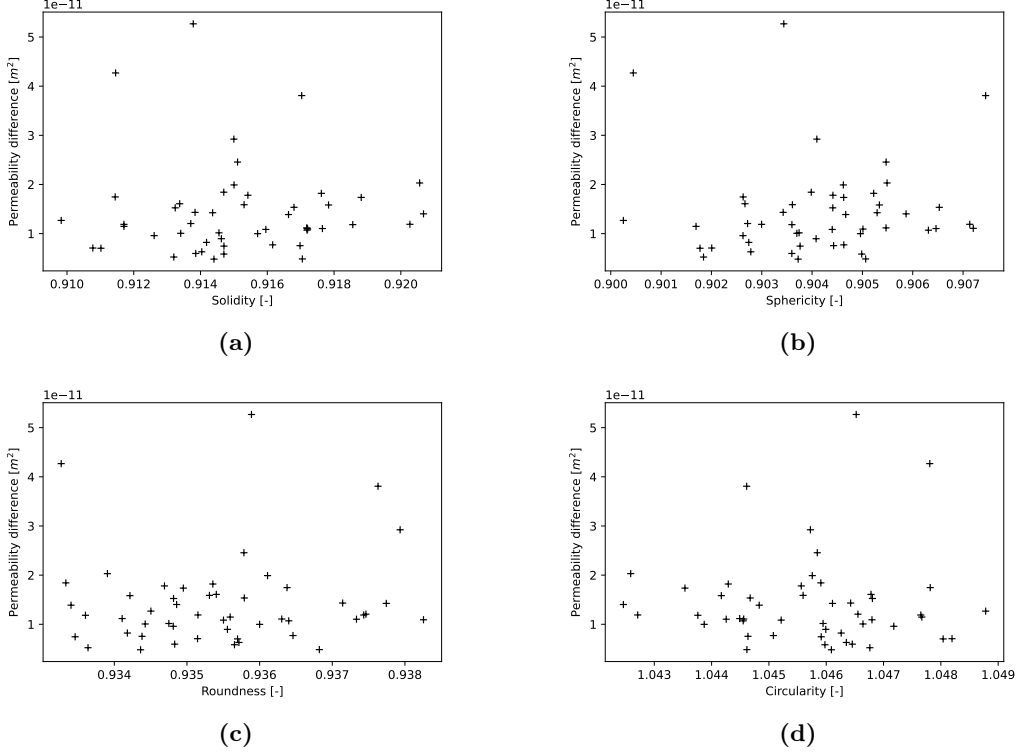 1e−11
1e−11
Permeability difference [m²]
5
4
3
2
1
0.910 0.912 0.914 0.916 0.918 0.920
Solidity [-]
Permeability difference [m²]
5
4
3
2
1
0.900 0.901 0.902 0.903 0.904 0.905 0.906 0.907
Sphericity [-]
(a)
(b)
1e−11
1e−11
Permeability difference [m²]
5
4
3
2
1
0.934 0.935 0.936 0.937 0.938
Roundness [-]
Permeability difference [m²]
5
4
3
2
1
1.043 1.044 1.045 1.046 1.047 1.048 1.049
Circularity [-]
(c)
(d)